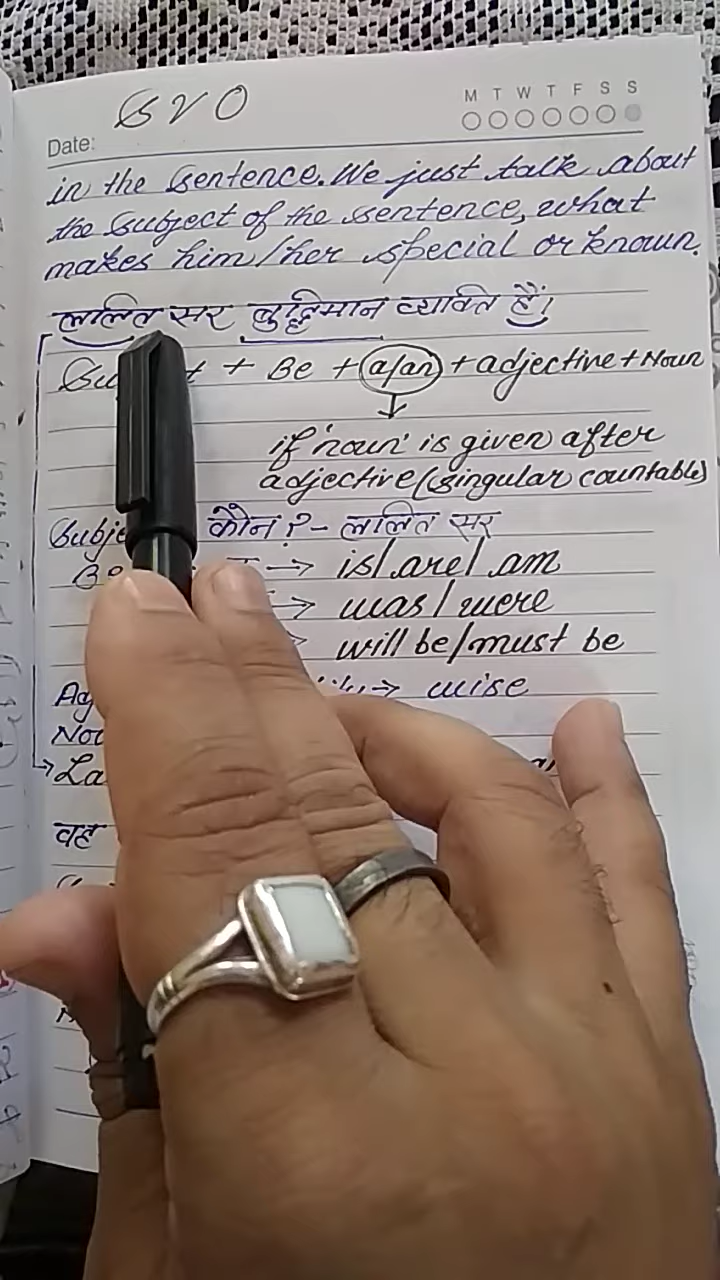 SVO
M T W T F S S
Date:
in the sentence. We just talk about
the subject of the sentence, what
makes him/her special or known.
ललित सर बुद्धिमान व्यक्ति हैं।
+ Be + a/an + adjective + Noun
if 'noun' is given after
adjective (singular countable)
कौन? - ललित सर
→ is/are/am
→ was/were
will be/must be
→ wise
वह